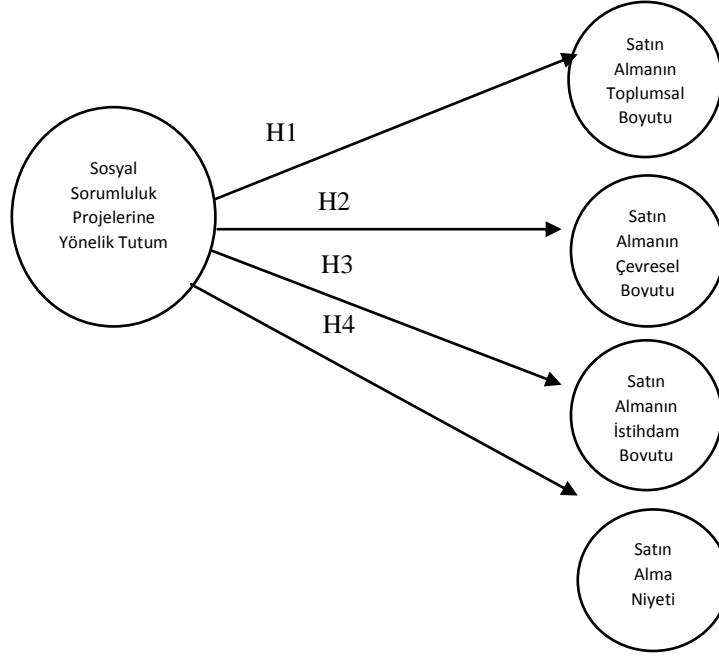 Sosyal
Sorumluluk
Projelerine
Yönelik Tutum
H1
H2
H3
H4
Satın
Almanın
Toplumsal
Boyutu
Satın
Almanın
Çevresel
Boyutu
Satın
Almanın
İstihdam
Boyutu
Satın
Alma
Niyeti